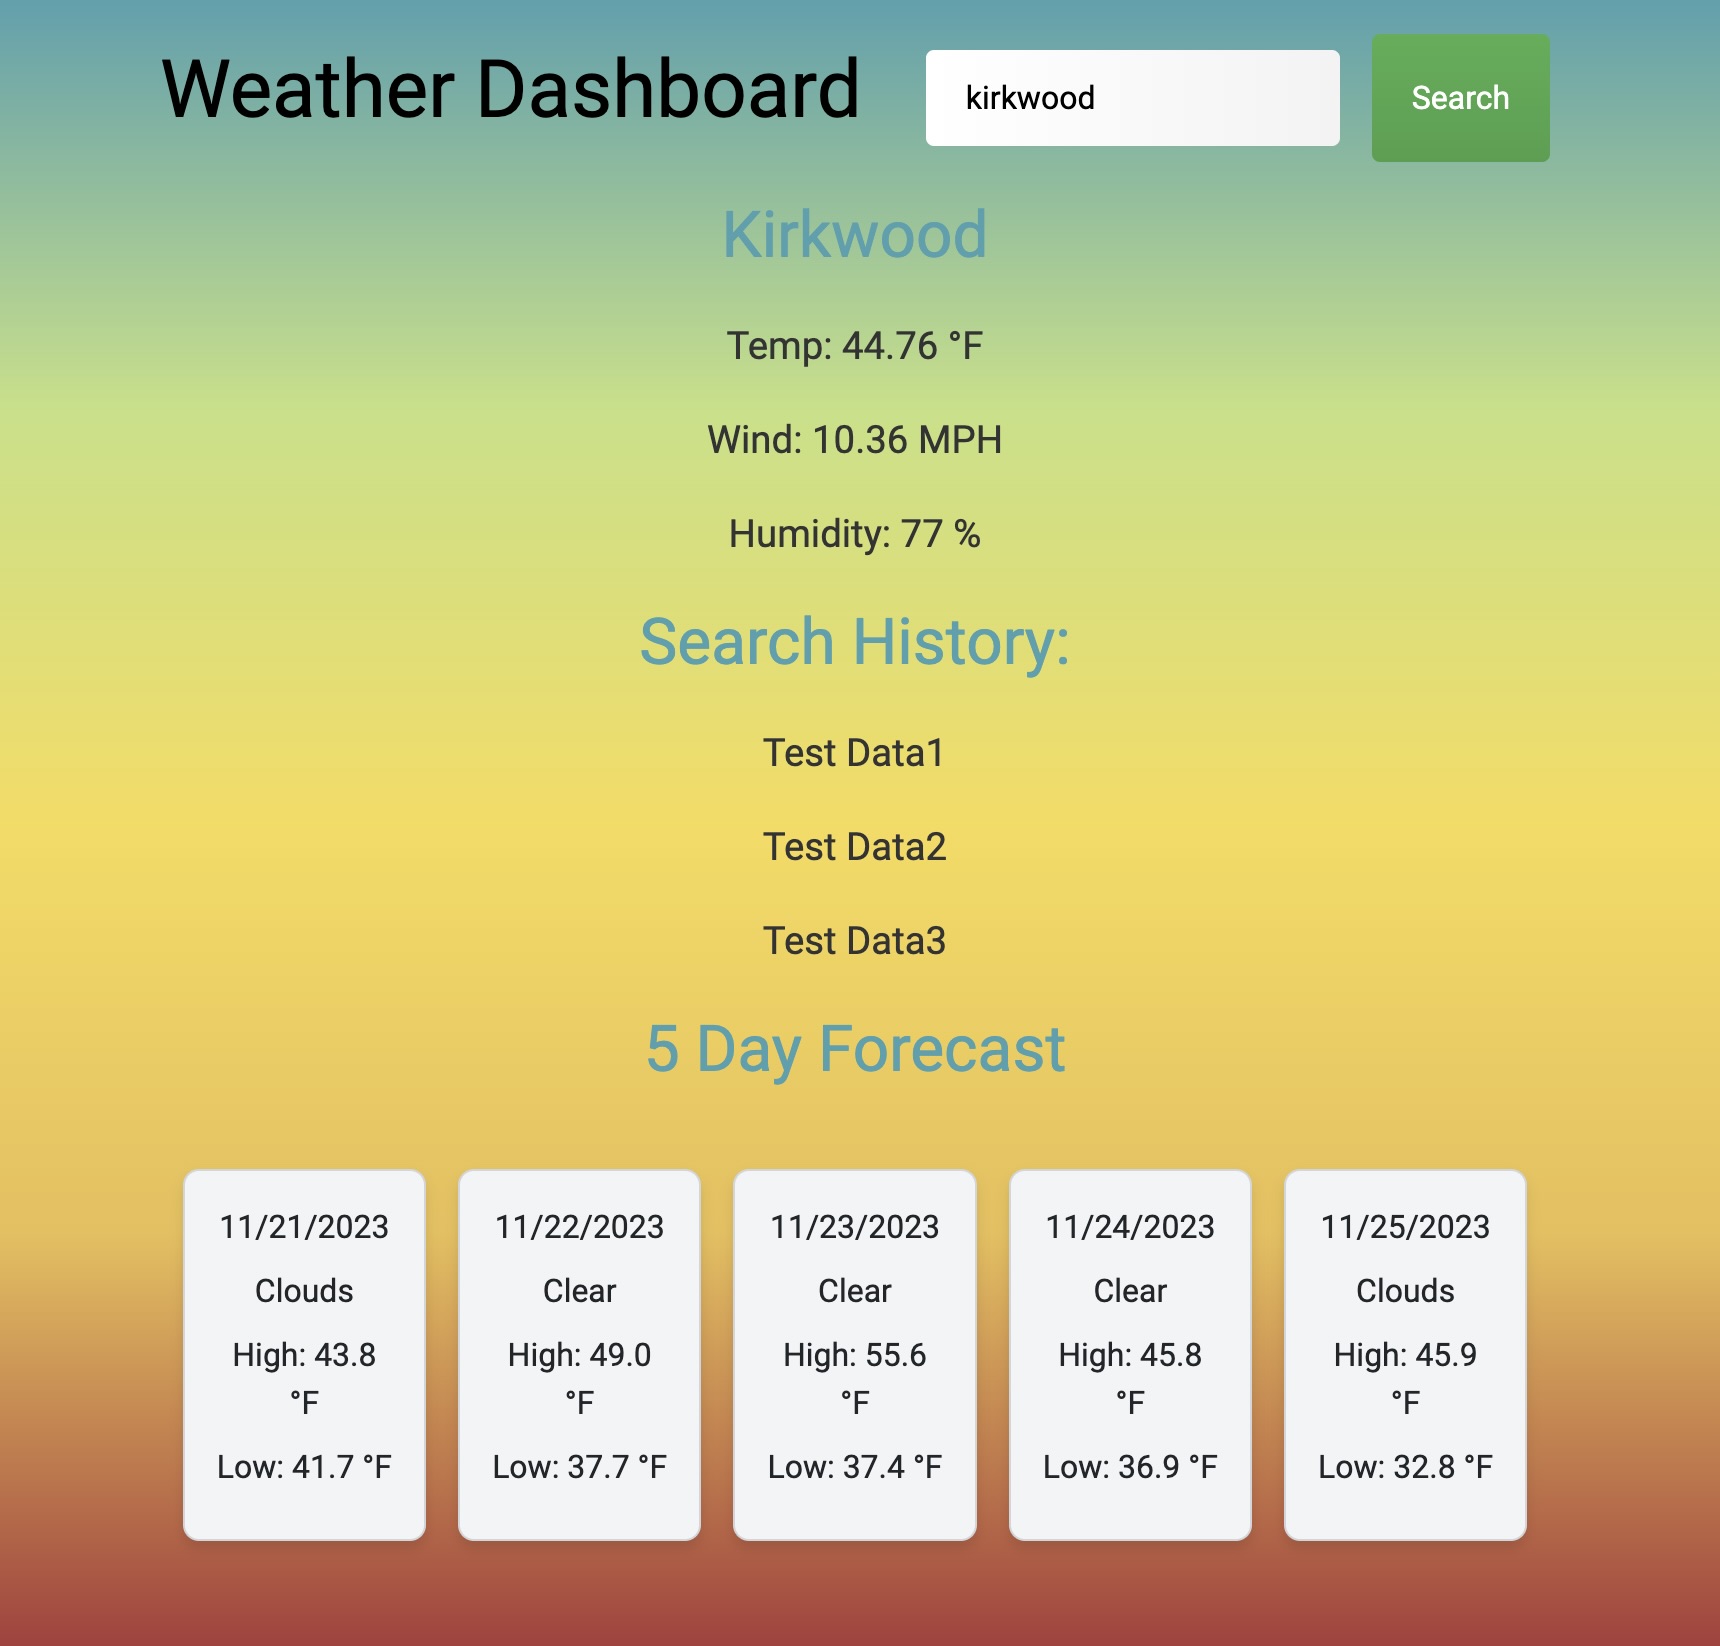 Weather Dashboard
kirkwood
Search
Kirkwood
Temp: 44.76 °F
Wind: 10.36 MPH
Humidity: 77 %
Search History:
Test Data1
Test Data2
Test Data3
5 Day Forecast
11/21/2023
Clouds
High: 43.8
°F
Low: 41.7 °F
11/22/2023
Clear
High: 49.0
°F
Low: 37.7 °F
11/23/2023
Clear
High: 55.6
°F
Low: 37.4 °F
11/24/2023
Clear
High: 45.8
°F
Low: 36.9 °F
11/25/2023
Clouds
High: 45.9
°F
Low: 32.8 °F